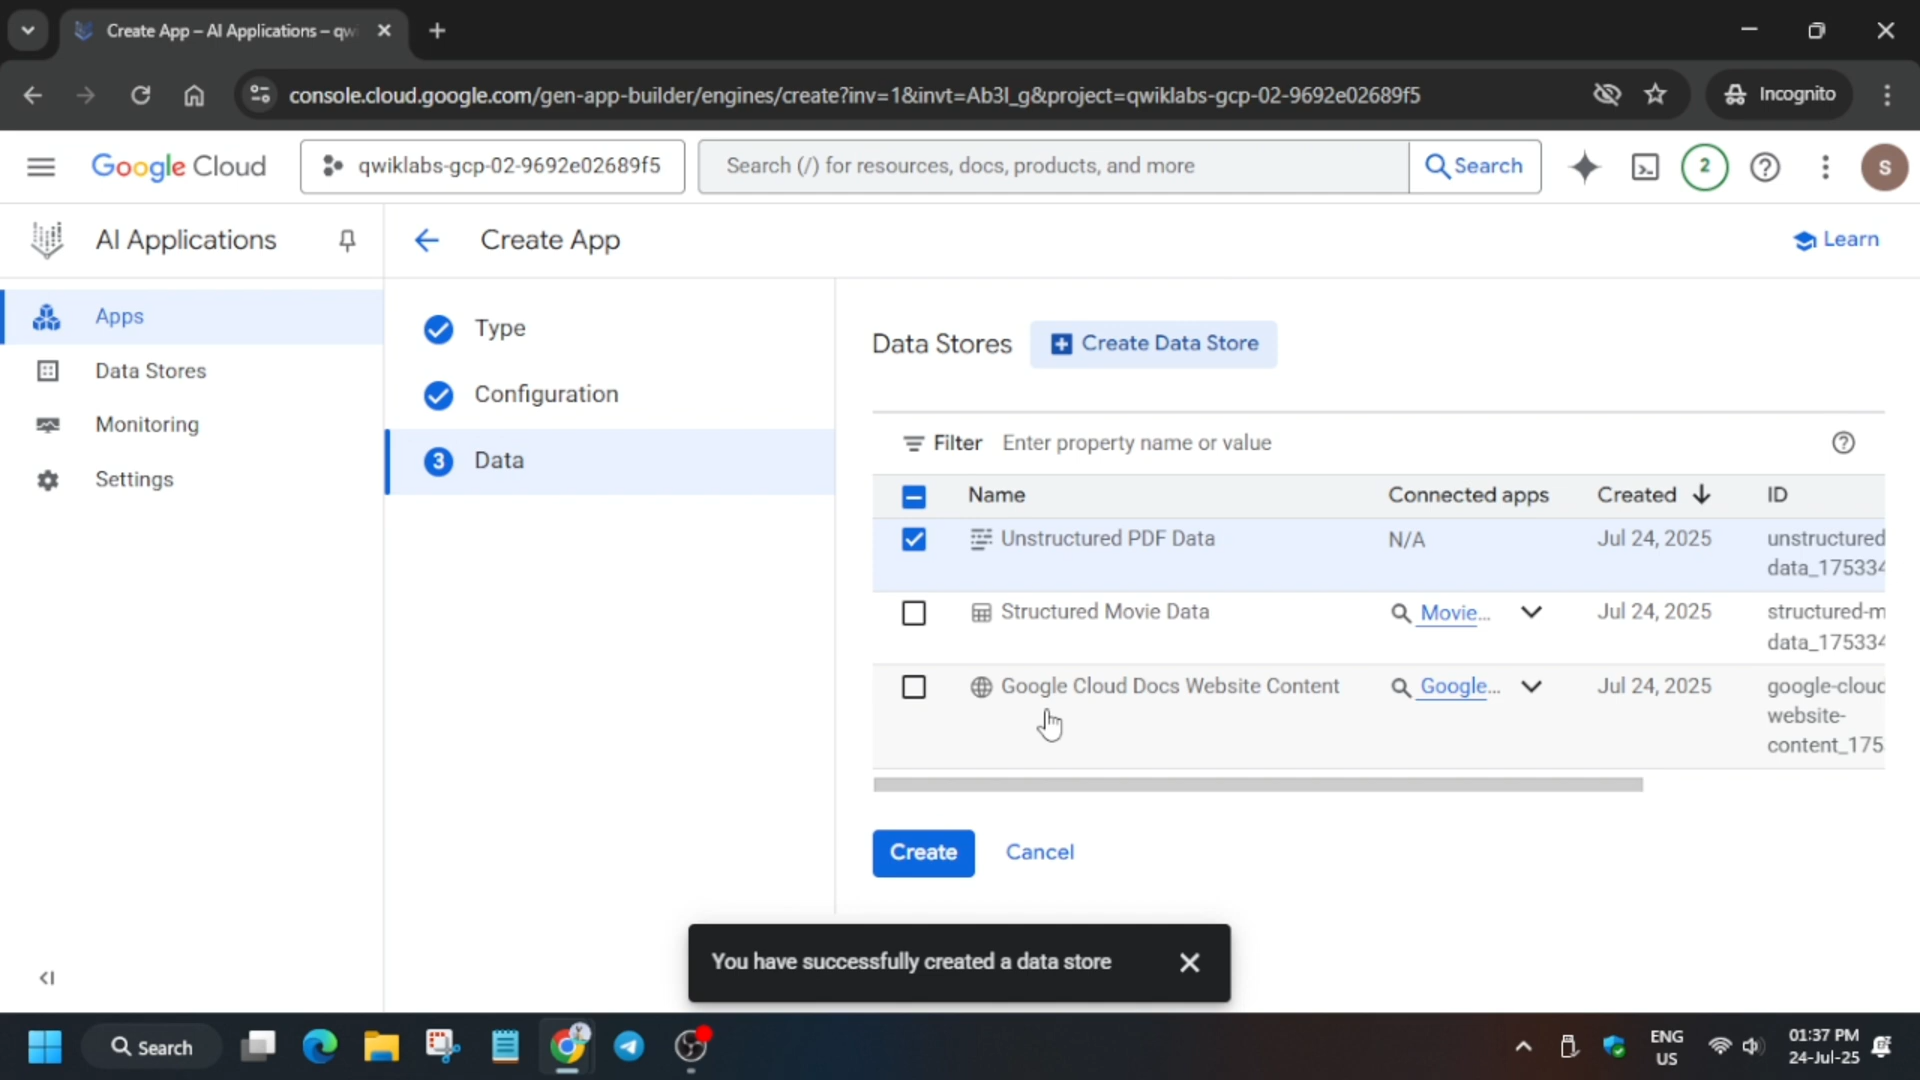 Create App – AI Applications – qw
console.cloud.google.com/gen-app-builder/engines/create?inv=1&invt=Ab3l_g&project=qwiklabs-gcp-02-9692e02689f5
Incognito
Google Cloud
qwiklabs-gcp-02-9692e02689f5
Search (/) for resources, docs, products, and more
Search
2
S
AI Applications
Create App
Learn
Apps
Data Stores
Monitoring
Settings
Type
Configuration
3 Data
Data Stores
Create Data Store
Filter Enter property name or value
Name Connected apps Created ID
Unstructured PDF Data N/A Jul 24, 2025 unstructured
data_175334
Structured Movie Data Movie... Jul 24, 2025 structured-m
data_175334
Google Cloud Docs Website Content Google... Jul 24, 2025 google-cloud
website-
content_175
Create Cancel
You have successfully created a data store
Search
ENG
US
01:37 PM
24-Jul-25